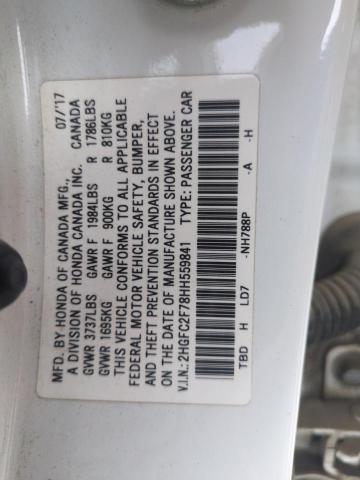 MFD. BY HONDA OF CANADA MFG., 07/'17
A DIVISION OF HONDA CANADA INC. CANADA
GVWR 3737LBS GAWR F 1984LBS R 1786LBS
GVWR 1695KG GAWR F 900KG R 810KG
THIS VEHICLE CONFORMS TO ALL APPLICABLE
FEDERAL MOTOR VEHICLE SAFETY, BUMPER,
AND THEFT PREVENTION STANDARDS IN EFFECT
ON THE DATE OF MANUFACTURE SHOWN ABOVE.
V.I.N.: 2HGFC2F78HH559841 TYPE: PASSENGER CAR
TBD H LD7 -NH788P -A -H